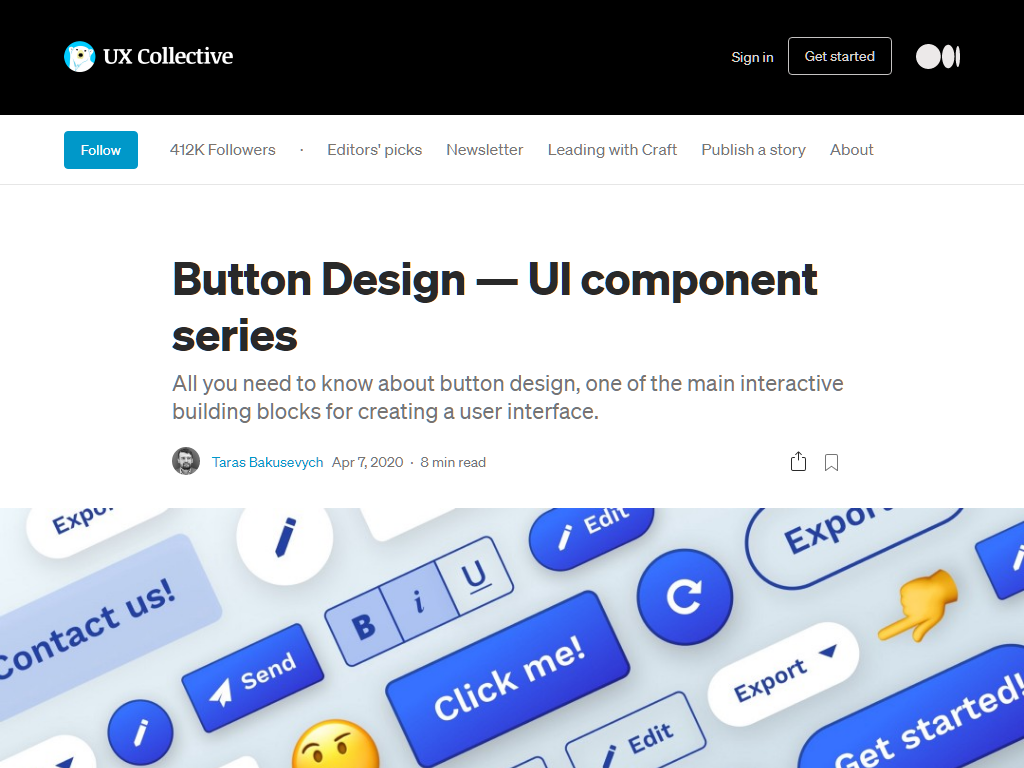 UX Collective
Sign in
Get started
Follow
412K Followers
·
Editors' picks
Newsletter
Leading with Craft
Publish a story
About
Button Design — UI component
series
All you need to know about button design, one of the main interactive
building blocks for creating a user interface.
Taras Bakusevych Apr 7, 2020 · 8 min read
Export
Edit
Export
Contact us!
B i U
Send
Click me!
Export
Edit
Get started!